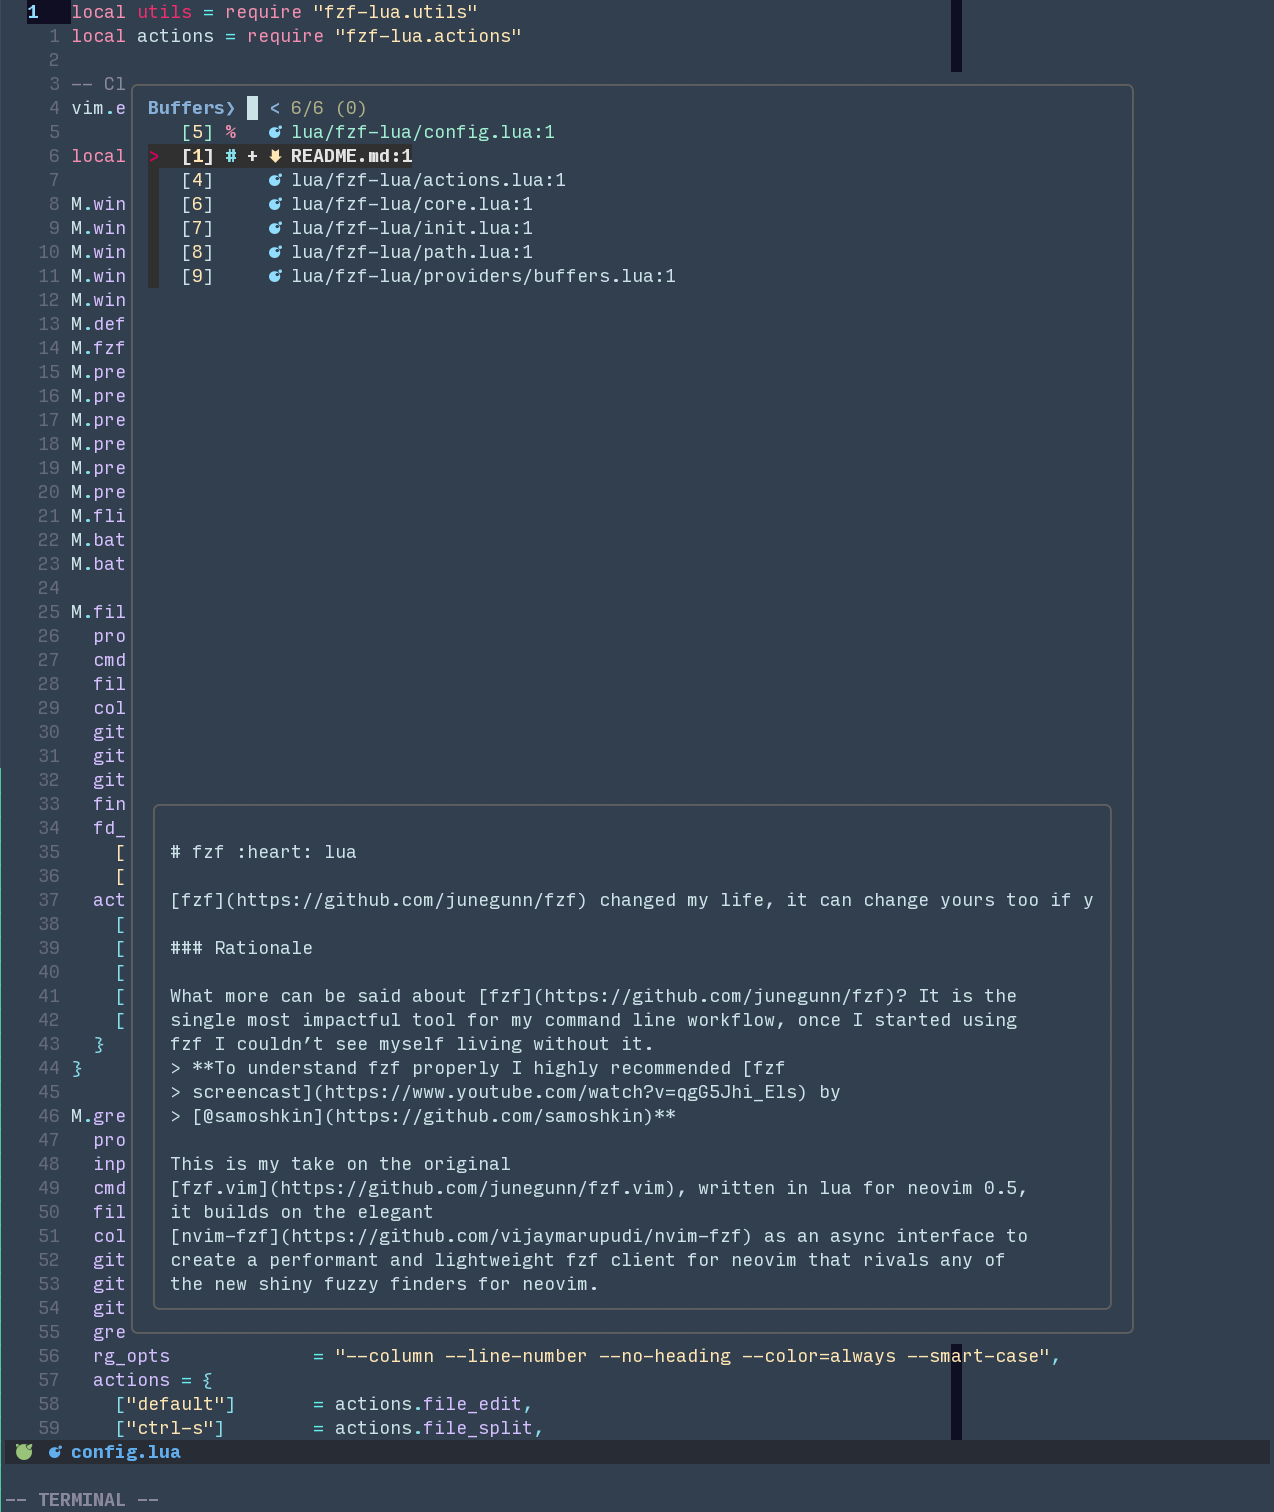 1   local utils = require "fzf-lua.utils"
  1 local actions = require "fzf-lua.actions"
  2
  3 -- Cl
  4 vim.e
  5
  6 local
  7
  8 M.win
  9 M.win
 10 M.win
 11 M.win
 12 M.win
 13 M.def
 14 M.fzf
 15 M.pre
 16 M.pre
 17 M.pre
 18 M.pre
 19 M.pre
 20 M.pre
 21 M.fli
 22 M.bat
 23 M.bat
 24
 25 M.fil
 26   pro
 27   cmd
 28   fil
 29   col
 30   git
 31   git
 32   git
 33   fin
 34   fd_
 35     [
 36     [
 37   act
 38     [
 39     [
 40     [
 41     [
 42     [
 43   }
 44 }
 45
 46 M.gre
 47   pro
 48   inp
 49   cmd
 50   fil
 51   col
 52   git
 53   git
 54   git
 55   gre
Buffers❯ < 6/6 (0)
[5] % lua/fzf-lua/config.lua:1
> [1] # + README.md:1
[4] lua/fzf-lua/actions.lua:1
[6] lua/fzf-lua/core.lua:1
[7] lua/fzf-lua/init.lua:1
[8] lua/fzf-lua/path.lua:1
[9] lua/fzf-lua/providers/buffers.lua:1
# fzf :heart: lua
[fzf](https://github.com/junegunn/fzf) changed my life, it can change yours too if y
### Rationale
What more can be said about [fzf](https://github.com/junegunn/fzf)? It is the
single most impactful tool for my command line workflow, once I started using
fzf I couldn’t see myself living without it.
> **To understand fzf properly I highly recommended [fzf
> screencast](https://www.youtube.com/watch?v=qgG5Jhi_Els) by
> [@samoshkin](https://github.com/samoshkin)**
This is my take on the original
[fzf.vim](https://github.com/junegunn/fzf.vim), written in lua for neovim 0.5,
it builds on the elegant
[nvim-fzf](https://github.com/vijaymarupudi/nvim-fzf) as an async interface to
create a performant and lightweight fzf client for neovim that rivals any of
the new shiny fuzzy finders for neovim.
 56   rg_opts             = "--column --line-number --no-heading --color=always --smart-case",
 57   actions = {
 58     ["default"]       = actions.file_edit,
 59     ["ctrl-s"]        = actions.file_split,
config.lua
-- TERMINAL --